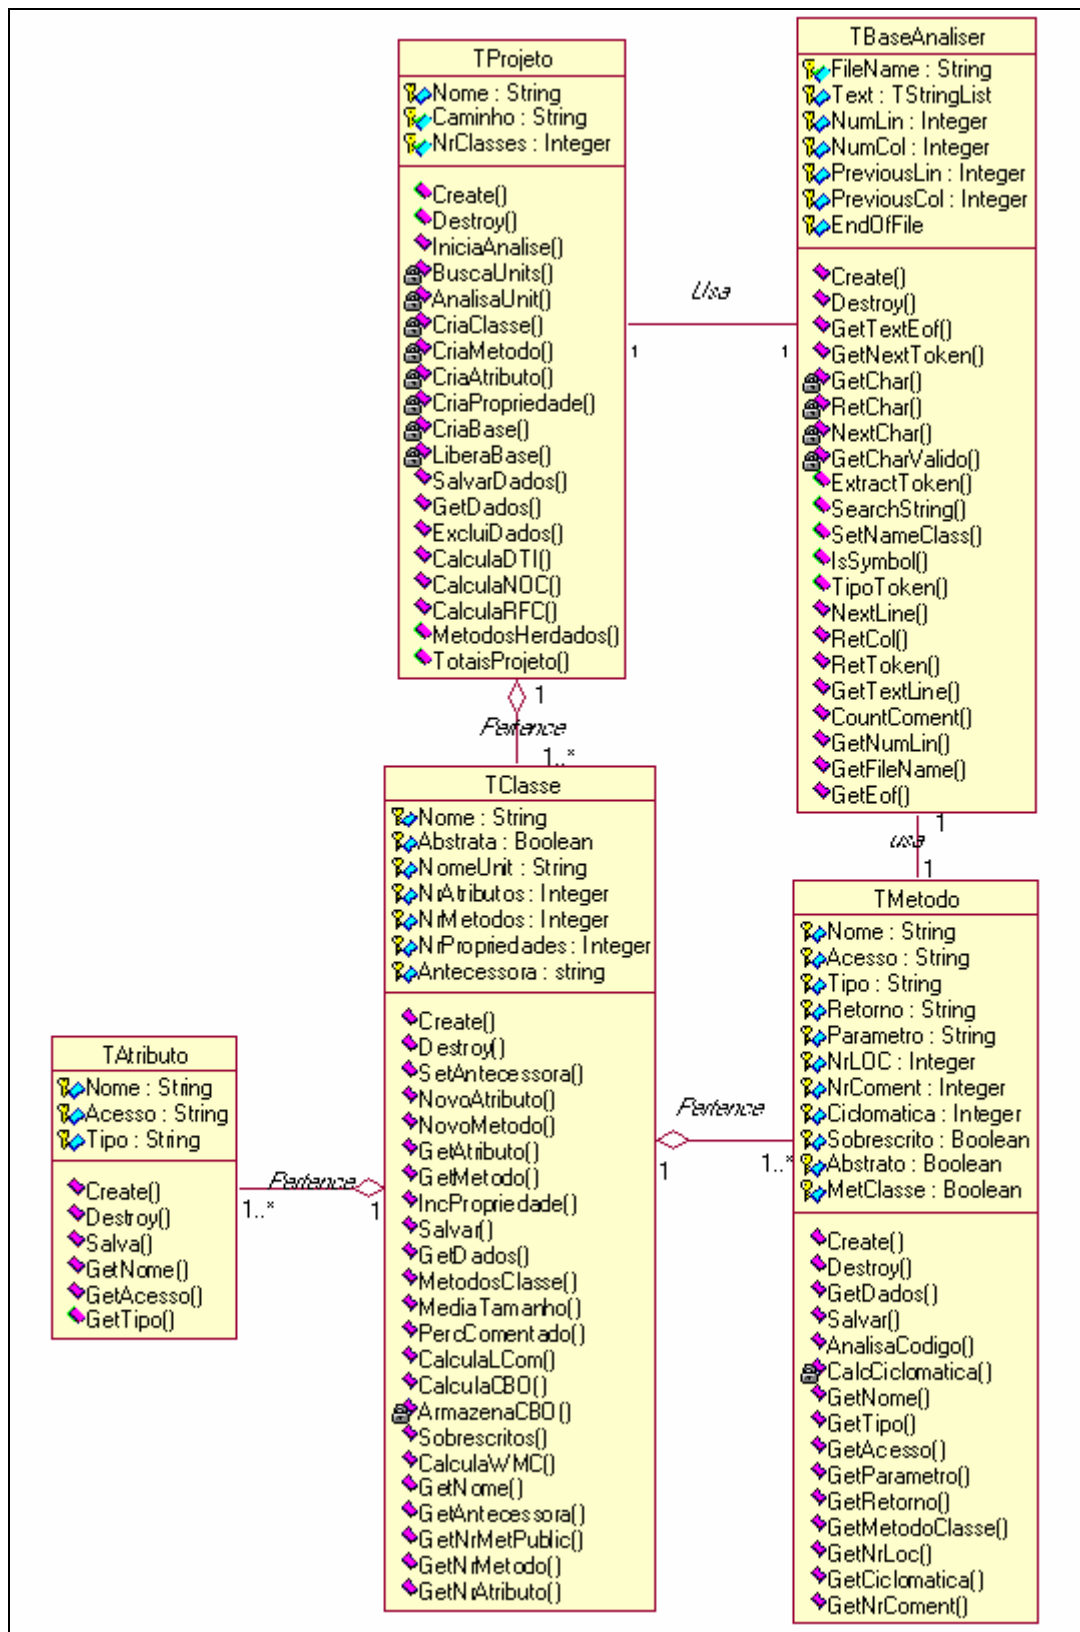 TProjeto
Nome : String
Caminho : String
NrClasses : Integer
Create()
Destroy()
IniciaAnalise()
BuscaUnits()
AnalisaUnit()
CriaClasse()
CriaMetodo()
CriaAtributo()
CriaPropriedade()
CriaBase()
LiberaBase()
SalvarDados()
GetDados()
ExcluiDados()
CalculaDTI()
CalculaNOC()
CalculaRFC()
MetodosHerdados()
TotaisProjeto()
Usa
1
1
TBaseAnaliser
FileName : String
Text : TStringList
NumLin : Integer
NumCol : Integer
PreviousLin : Integer
PreviousCol : Integer
EndOfFile
Create()
Destroy()
GetTextEof()
GetNextToken()
GetChar()
RetChar()
NextChar()
GetCharValido()
ExtractToken()
SearchString()
SetNameClass()
IsSymbol()
TipoToken()
NextLine()
RetCol()
RetToken()
GetTextLine()
CountComent()
GetNumLin()
GetFileName()
GetEof()
1
Pertence
1..*
1
usa
1
TClasse
Nome : String
Abstrata : Boolean
NomeUnit : String
NrAtributos : Integer
NrMetodos : Integer
NrPropriedades : Integer
Antecessora : string
Create()
Destroy()
SetAntecessora()
NovoAtributo()
NovoMetodo()
GetAtributo()
GetMetodo()
IncPropriedade()
Salvar()
GetDados()
MetodosClasse()
MediaTamanho()
PercComentado()
CalculaLCom()
CalculaCBO()
ArmazenaCBO()
Sobrescritos()
CalculaWMC()
GetNome()
GetAntecessora()
GetNrMetPublic()
GetNrMetodo()
GetNrAtributo()
TAtributo
Nome : String
Acesso : String
Tipo : String
Create()
Destroy()
Salva()
GetNome()
GetAcesso()
GetTipo()
Pertence
1..*
1
Pertence
1
1..*
TMetodo
Nome : String
Acesso : String
Tipo : String
Retorno : String
Parametro : String
NrLOC : Integer
NrComent : Integer
Ciclomatica : Integer
Sobrescrito : Boolean
Abstrato : Boolean
MetClasse : Boolean
Create()
Destroy()
GetDados()
Salvar()
AnalisaCodigo()
CalcCiclomatica()
GetNome()
GetTipo()
GetAcesso()
GetParametro()
GetRetorno()
GetMetodoClasse()
GetNrLoc()
GetCiclomatica()
GetNrComent()